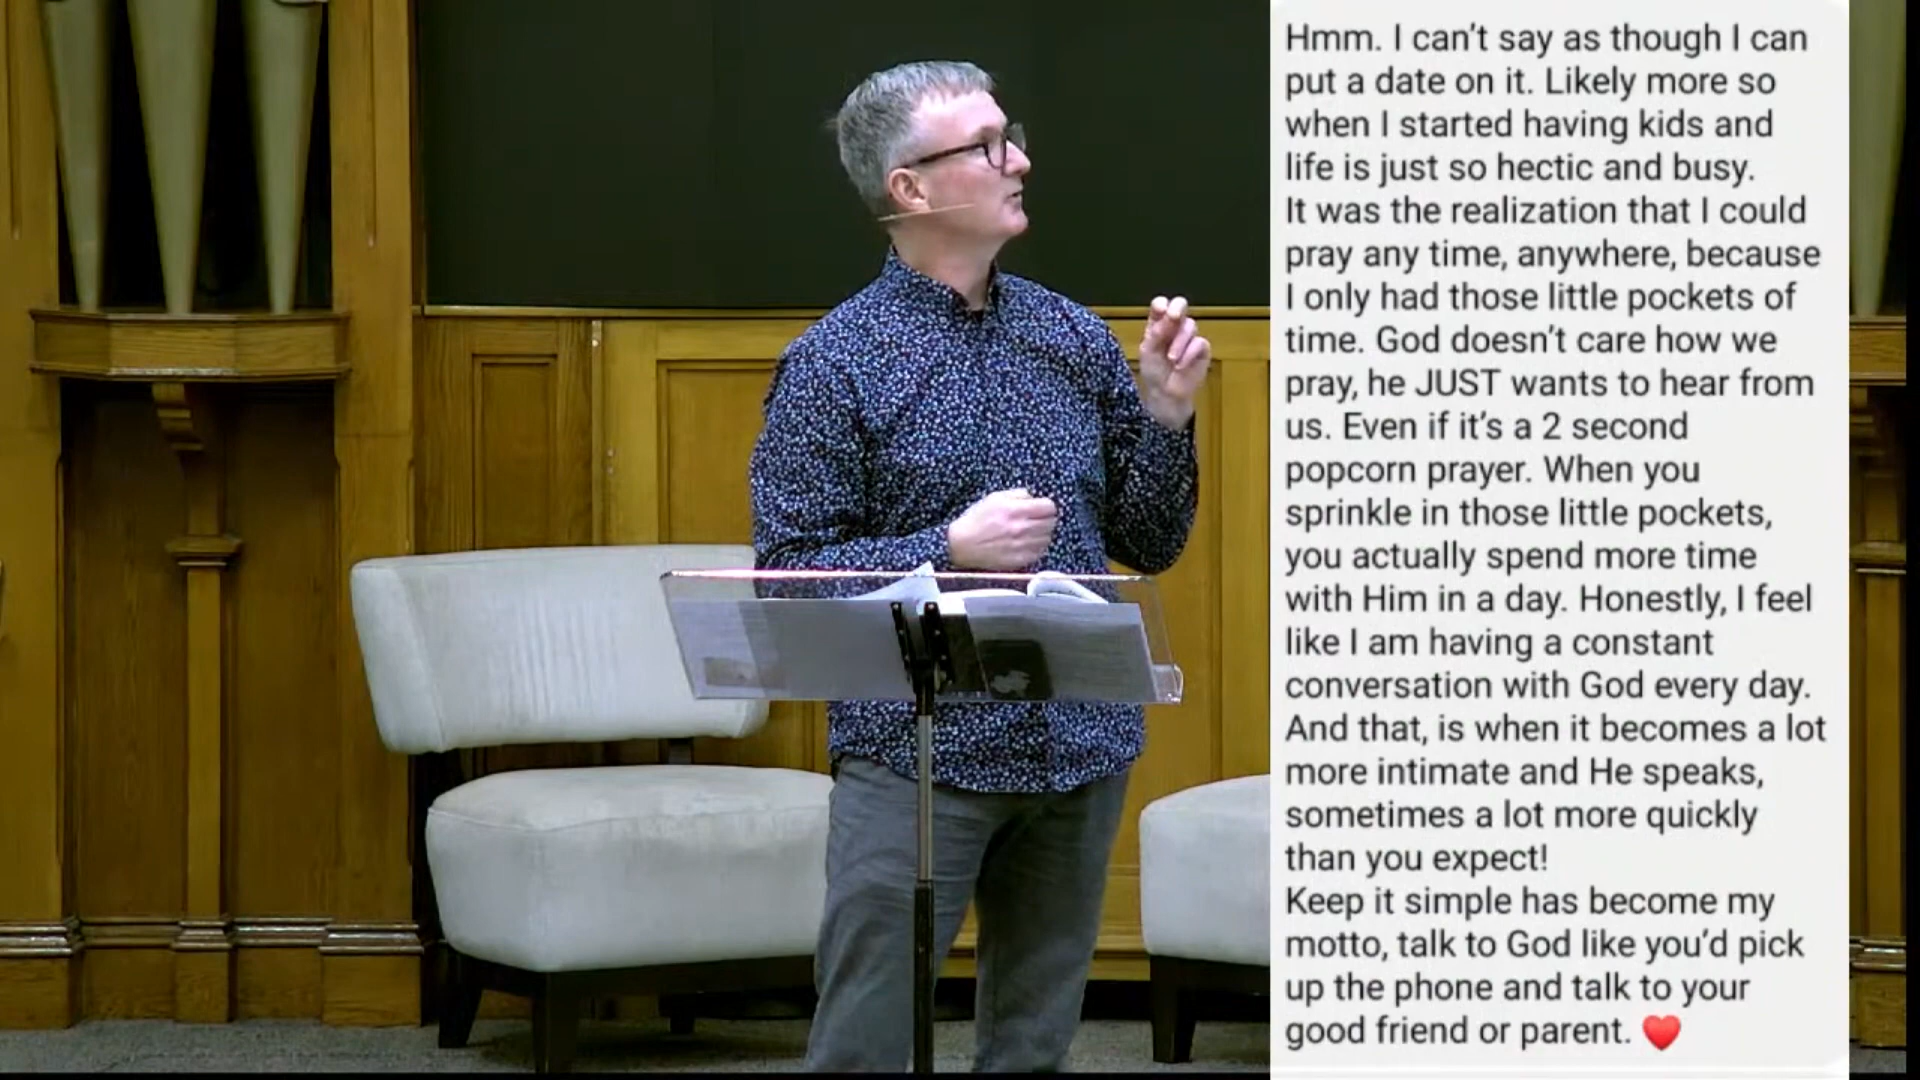 Hmm. I can't say as though I can
put a date on it. Likely more so
when I started having kids and
life is just so hectic and busy.
It was the realization that I could
pray any time, anywhere, because
I only had those little pockets of
time. God doesn't care how we
pray, he JUST wants to hear from
us. Even if it's a 2 second
popcorn prayer. When you
sprinkle in those little pockets,
you actually spend more time
with Him in a day. Honestly, I feel
like I am having a constant
conversation with God every day.
And that, is when it becomes a lot
more intimate and He speaks,
sometimes a lot more quickly
than you expect!
Keep it simple has become my
motto, talk to God like you'd pick
up the phone and talk to your
good friend or parent. ❤️